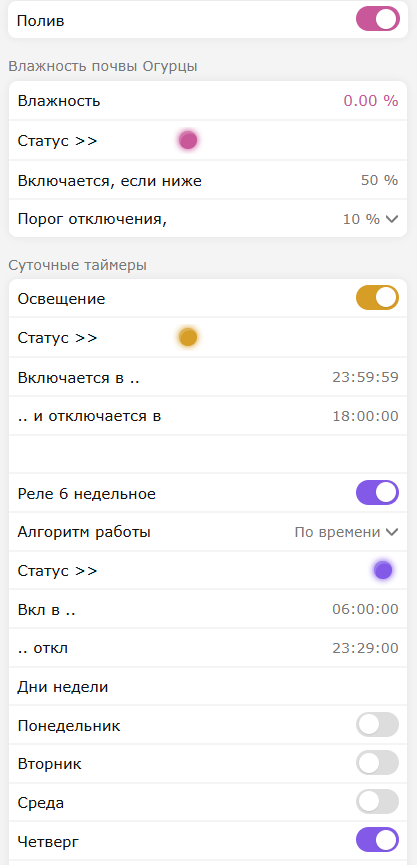 Полив
Влажность почвы Огурцы
Влажность 0.00 %
Статус >>
Включается, если ниже 50 %
Порог отключения, 10 %
Суточные таймеры
Освещение
Статус >>
Включается в .. 23:59:59
.. и отключается в 18:00:00
Реле 6 недельное
Алгоритм работы По времени
Статус >>
Вкл в .. 06:00:00
.. откл 23:29:00
Дни недели
Понедельник
Вторник
Среда
Четверг